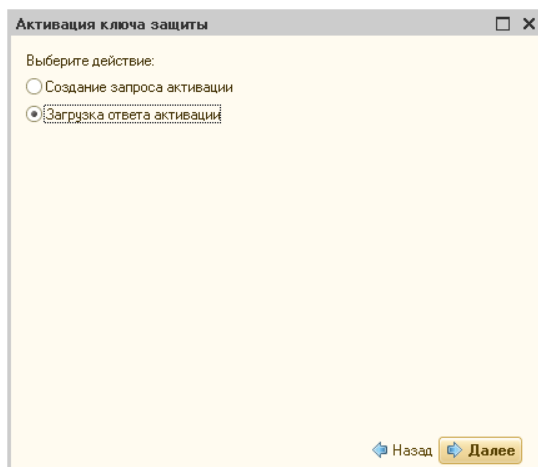 Активация ключа защиты
Выберите действие:
Создание запроса активации
Загрузка ответа активации
Назад Далее